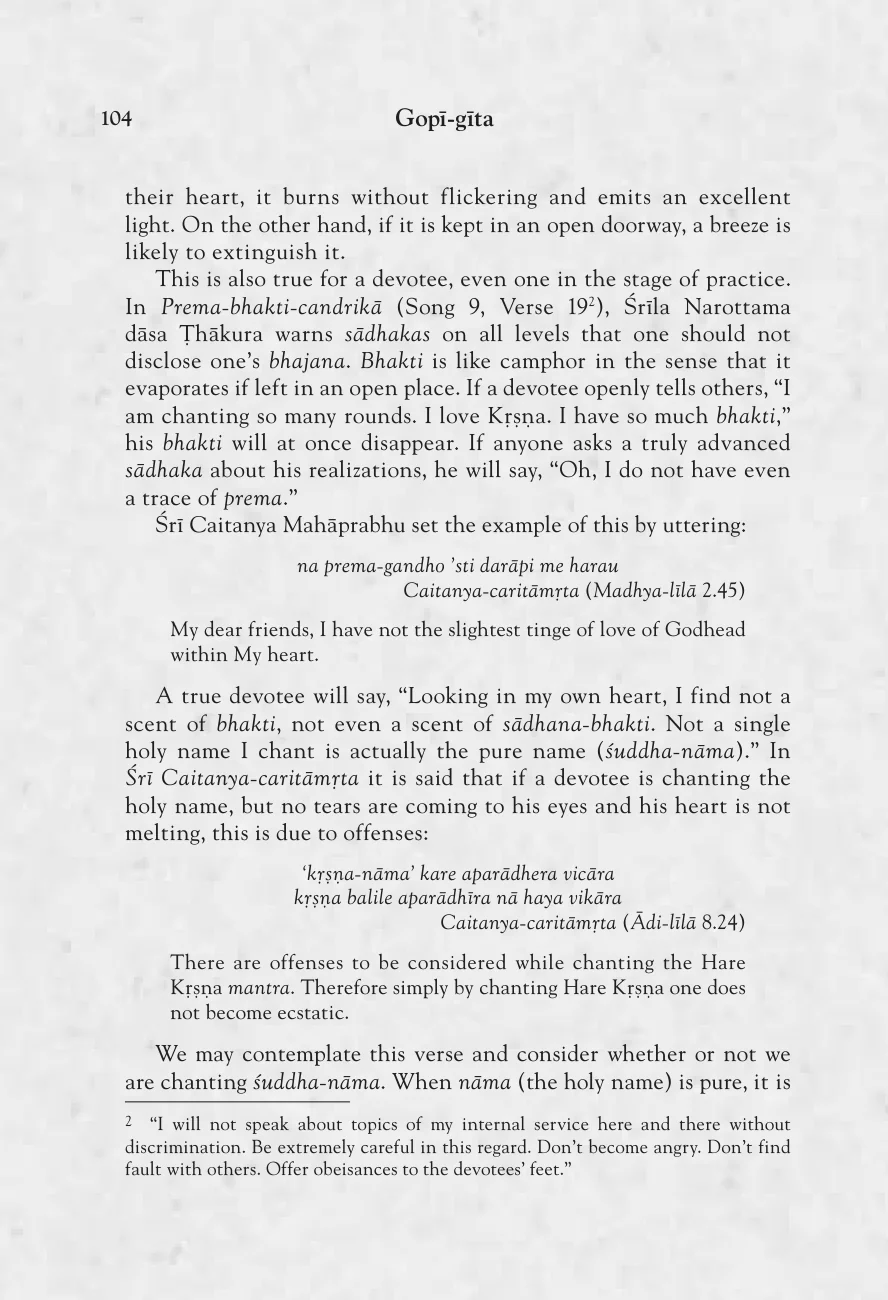 104
Gopī-gīta
their heart, it burns without flickering and emits an excellent
light. On the other hand, if it is kept in an open doorway, a breeze is
likely to extinguish it.
This is also true for a devotee, even one in the stage of practice.
In Prema-bhakti-candrikā (Song 9, Verse 19²), Śrīla Narottama
dāsa Ṭhākura warns sādhakas on all levels that one should not
disclose one’s bhajana. Bhakti is like camphor in the sense that it
evaporates if left in an open place. If a devotee openly tells others, “I
am chanting so many rounds. I love Kṛṣṇa. I have so much bhakti,”
his bhakti will at once disappear. If anyone asks a truly advanced
sādhaka about his realizations, he will say, “Oh, I do not have even
a trace of prema.”
Śrī Caitanya Mahāprabhu set the example of this by uttering:
na prema-gandho ’sti darāpi me harau
Caitanya-caritāmṛta (Madhya-līlā 2.45)
My dear friends, I have not the slightest tinge of love of Godhead
within My heart.
A true devotee will say, “Looking in my own heart, I find not a
scent of bhakti, not even a scent of sādhana-bhakti. Not a single
holy name I chant is actually the pure name (śuddha-nāma).” In
Śrī Caitanya-caritāmṛta it is said that if a devotee is chanting the
holy name, but no tears are coming to his eyes and his heart is not
melting, this is due to offenses:
‘kṛṣṇa-nāma’ kare aparādhera vicāra
kṛṣṇa balile aparādhīra nā haya vikāra
Caitanya-caritāmṛta (Ādi-līlā 8.24)
There are offenses to be considered while chanting the Hare
Kṛṣṇa mantra. Therefore simply by chanting Hare Kṛṣṇa one does
not become ecstatic.
We may contemplate this verse and consider whether or not we
are chanting śuddha-nāma. When nāma (the holy name) is pure, it is
2 “I will not speak about topics of my internal service here and there without
discrimination. Be extremely careful in this regard. Don’t become angry. Don’t find
fault with others. Offer obeisances to the devotees’ feet.”